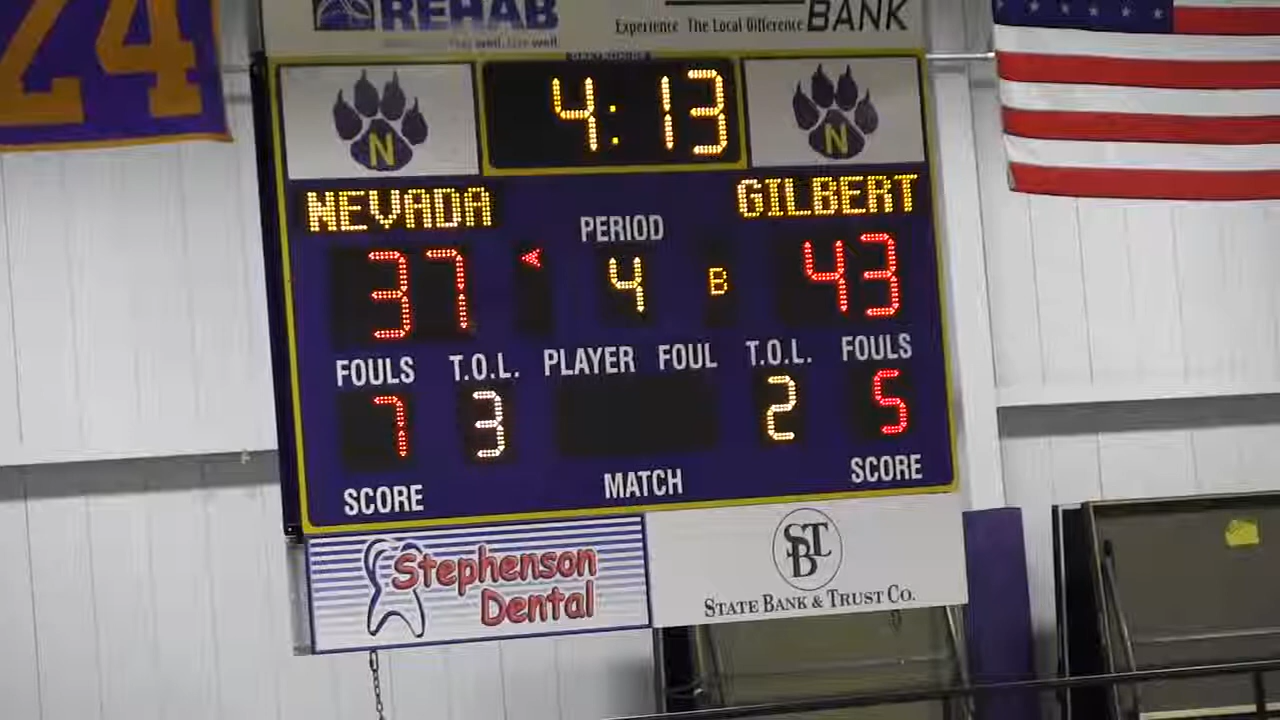 24
REHAB
Experience The Local Difference BANK
N
4:13
N
NEVADA
GILBERT
PERIOD
37
4
B
43
FOULS T.O.L. PLAYER FOUL T.O.L. FOULS
7 3 2 5
SCORE MATCH SCORE
Stephenson
Dental
STB
STATE BANK & TRUST CO.